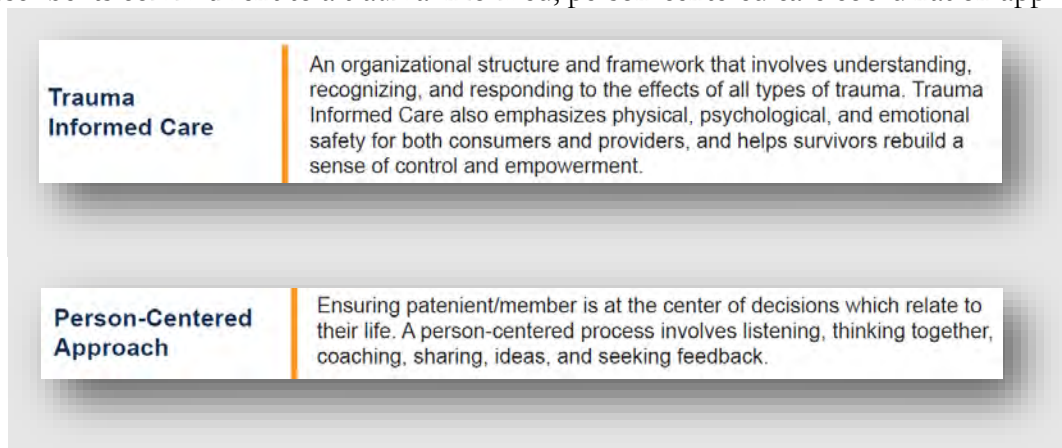 Trauma
Informed Care
An organizational structure and framework that involves understanding,
recognizing, and responding to the effects of all types of trauma. Trauma
Informed Care also emphasizes physical, psychological, and emotional
safety for both consumers and providers, and helps survivors rebuild a
sense of control and empowerment.
Person-Centered
Approach
Ensuring patenient/member is at the center of decisions which relate to
their life. A person-centered process involves listening, thinking together,
coaching, sharing, ideas, and seeking feedback.